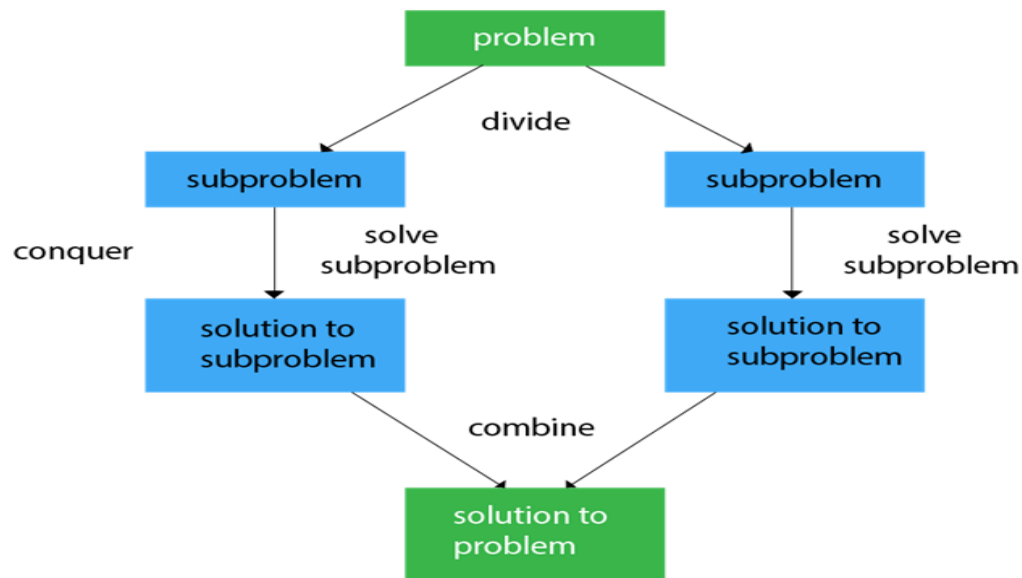 problem
divide
subproblem
subproblem
conquer
solve
subproblem
solve
subproblem
solution to
subproblem
solution to
subproblem
combine
solution to
problem